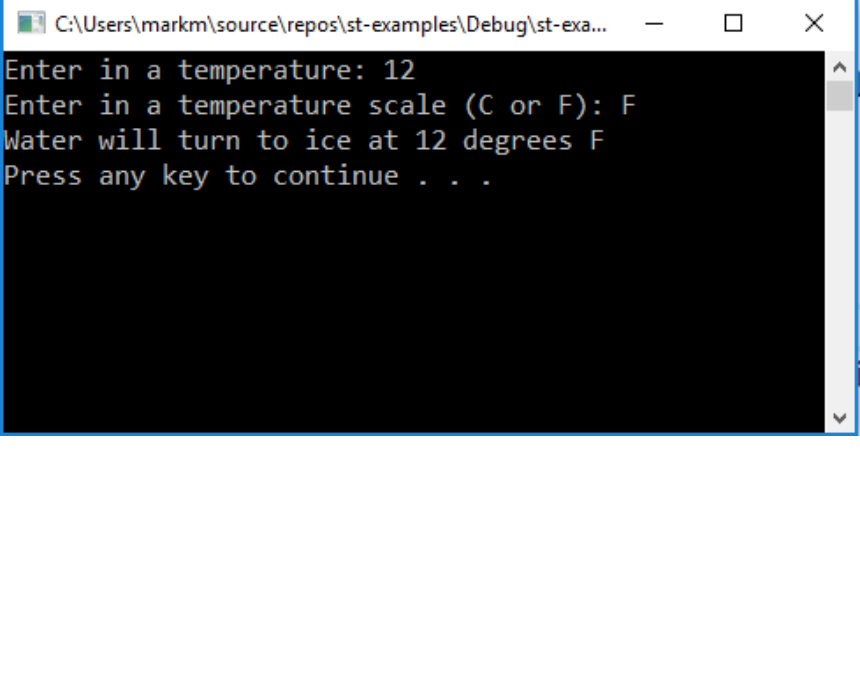 C:\Users\markm\source\repos\st-examples\Debug\st-exa...
Enter in a temperature: 12
Enter in a temperature scale (C or F): F
Water will turn to ice at 12 degrees F
Press any key to continue . . .